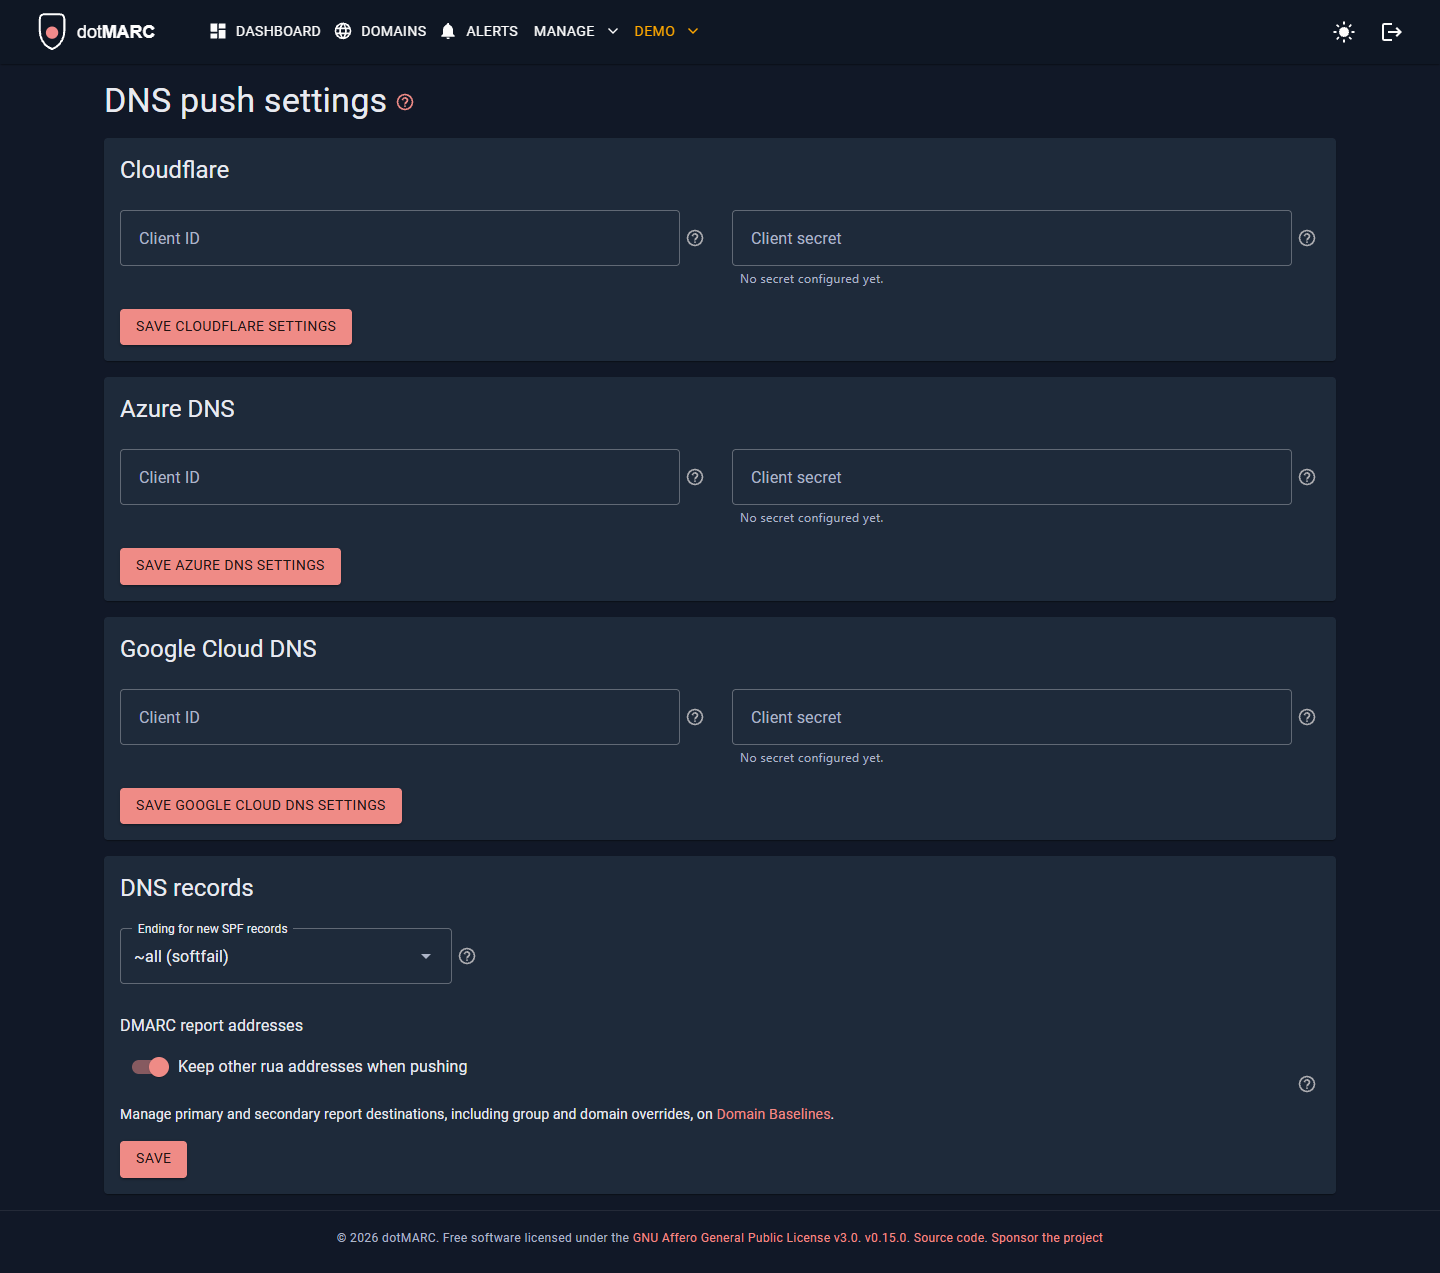 dotMARC DASHBOARD DOMAINS ALERTS MANAGE DEMO
DNS push settings
Cloudflare
Client ID Client secret
No secret configured yet.
SAVE CLOUDFLARE SETTINGS
Azure DNS
Client ID Client secret
No secret configured yet.
SAVE AZURE DNS SETTINGS
Google Cloud DNS
Client ID Client secret
No secret configured yet.
SAVE GOOGLE CLOUD DNS SETTINGS
DNS records
Ending for new SPF records
~all (softfail)
DMARC report addresses
Keep other rua addresses when pushing
Manage primary and secondary report destinations, including group and domain overrides, on Domain Baselines.
SAVE
© 2026 dotMARC. Free software licensed under the GNU Affero General Public License v3.0. v0.15.0. Source code. Sponsor the project